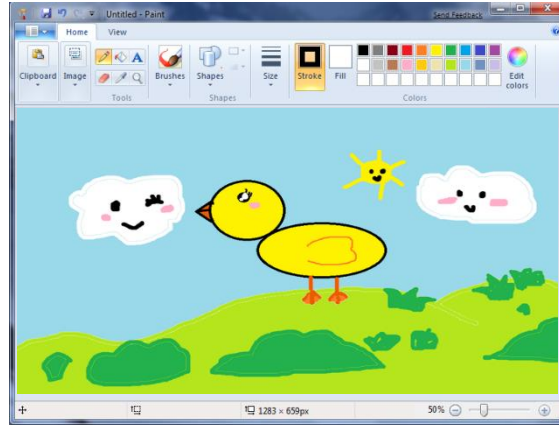 Untitled - Paint
Send Feedback
Home
View
Clipboard
Image
Tools
Brushes
Shapes
Shapes
Size
Stroke
Fill
Edit
colors
Colors
1283 × 659px
50%